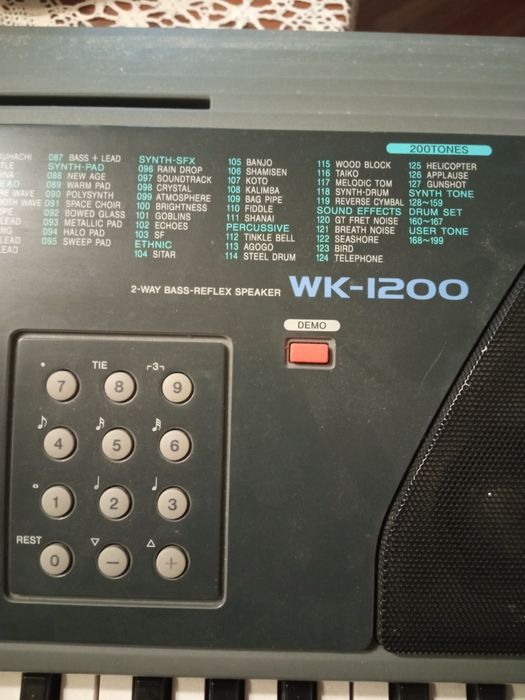 200TONES
087 BASS + LEAD
SYNTH-PAD
088 NEW AGE
089 WARM PAD
090 POLYSYNTH
091 SPACE CHOIR
092 BOWED GLASS
093 METALLIC PAD
094 HALO PAD
095 SWEEP PAD
SYNTH-SFX
096 RAIN DROP
097 SOUNDTRACK
098 CRYSTAL
099 ATMOSPHERE
100 BRIGHTNESS
101 GOBLINS
102 ECHOES
103 SF
ETHNIC
104 SITAR
105 BANJO
106 SHAMISEN
107 KOTO
108 KALIMBA
109 BAG PIPE
110 FIDDLE
111 SHANAI
PERCUSSIVE
112 TINKLE BELL
113 AGOGO
114 STEEL DRUM
115 WOOD BLOCK
116 TAIKO
117 MELODIC TOM
118 SYNTH-DRUM
119 REVERSE CYMBAL
SOUND EFFECTS
120 GT FRET NOISE
121 BREATH NOISE
122 SEASHORE
123 BIRD
124 TELEPHONE
125 HELICOPTER
126 APPLAUSE
127 GUNSHOT
SYNTH TONE
128~159
DRUM SET
160~167
USER TONE
168~199
2-WAY BASS-REFLEX SPEAKER WK-1200
DEMO
TIE 3
7 8 9
4 5 6
1 2 3
REST
0 − +